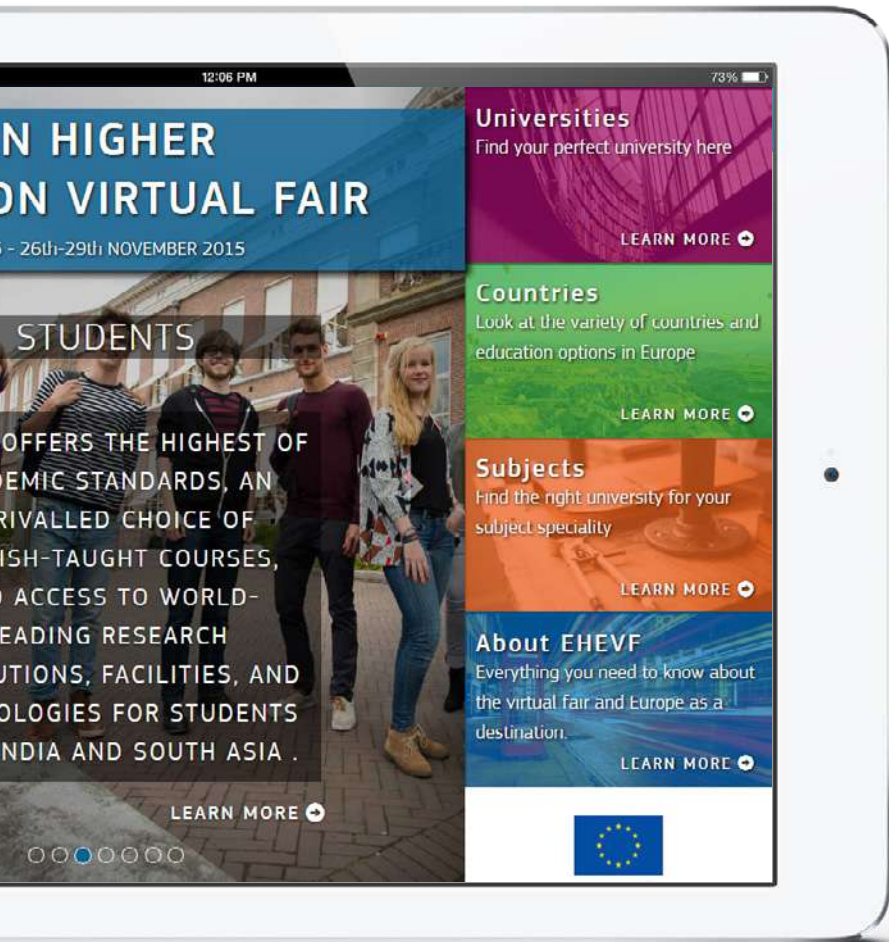 12:06 PM
73%
N HIGHER
ON VIRTUAL FAIR
- 26th-29th NOVEMBER 2015
STUDENTS
OFFERS THE HIGHEST OF
DEMIC STANDARDS, AN
RIVALLED CHOICE OF
ISH-TAUGHT COURSES,
ACCESS TO WORLD-
EADING RESEARCH
UTIONS, FACILITIES, AND
OLOGIES FOR STUDENTS
NDIA AND SOUTH ASIA .
LEARN MORE
Universities
Find your perfect university here
LEARN MORE
Countries
Look at the variety of countries and
education options in Europe
LEARN MORE
Subjects
Find the right university for your
subject speciality
LEARN MORE
About EHEVF
Everything you need to know about
the virtual fair and Europe as a
destination.
LEARN MORE